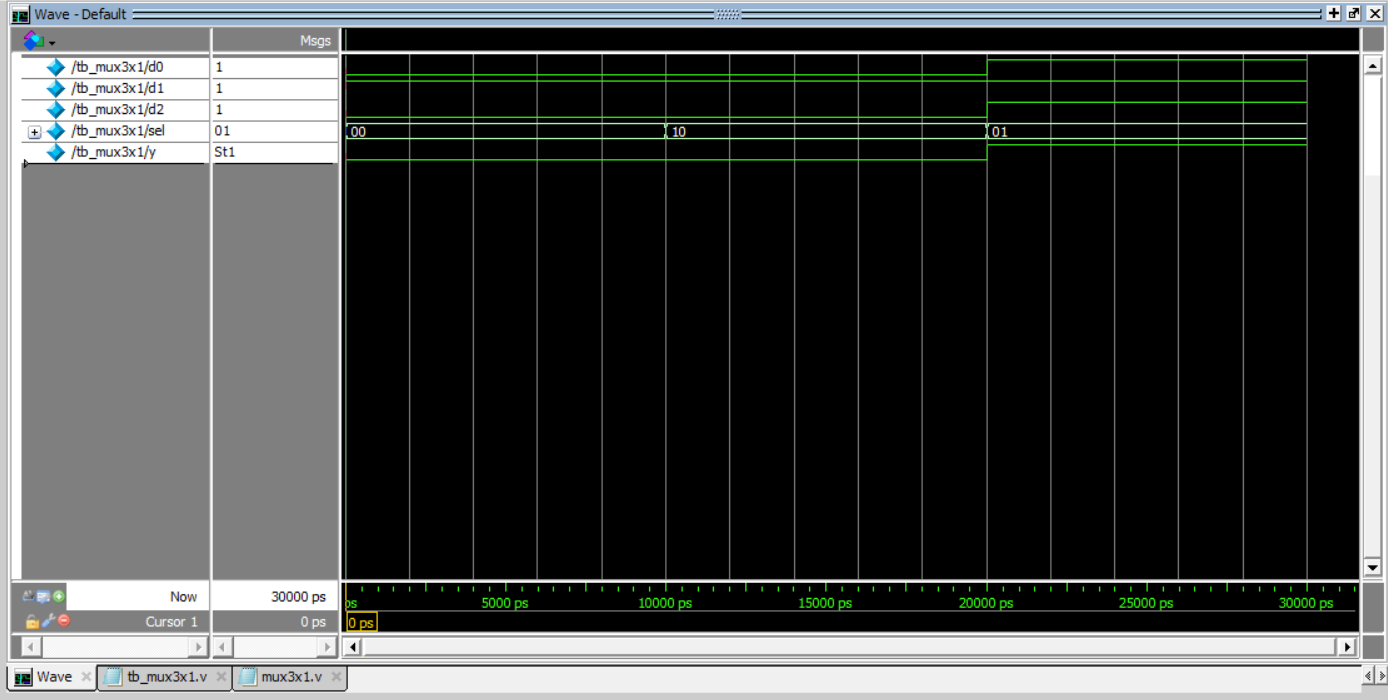 Wave - Default
Msgs
/tb_mux3x1/d0 1
/tb_mux3x1/d1 1
/tb_mux3x1/d2 1
/tb_mux3x1/sel 01 00 10 01
/tb_mux3x1/y St1
Now 30000 ps ps 5000 ps 10000 ps 15000 ps 20000 ps 25000 ps 30000 ps
Cursor 1 0 ps 0 ps
Wave tb_mux3x1.v mux3x1.v